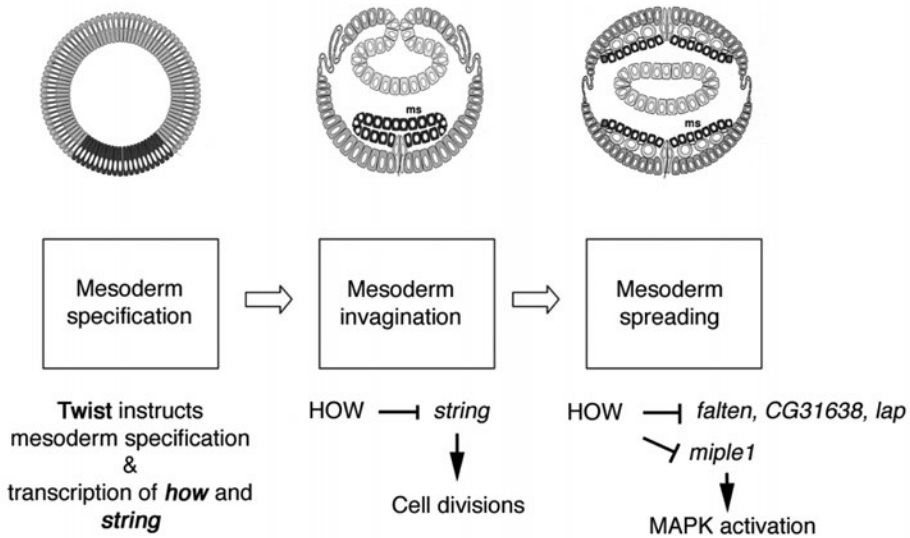 ms
ms
Mesoderm
specification
Mesoderm
invagination
Mesoderm
spreading
Twist instructs
mesoderm specification
&
transcription of how and
string
HOW string
Cell divisions
HOW falten, CG31638, lap
miple1
MAPK activation